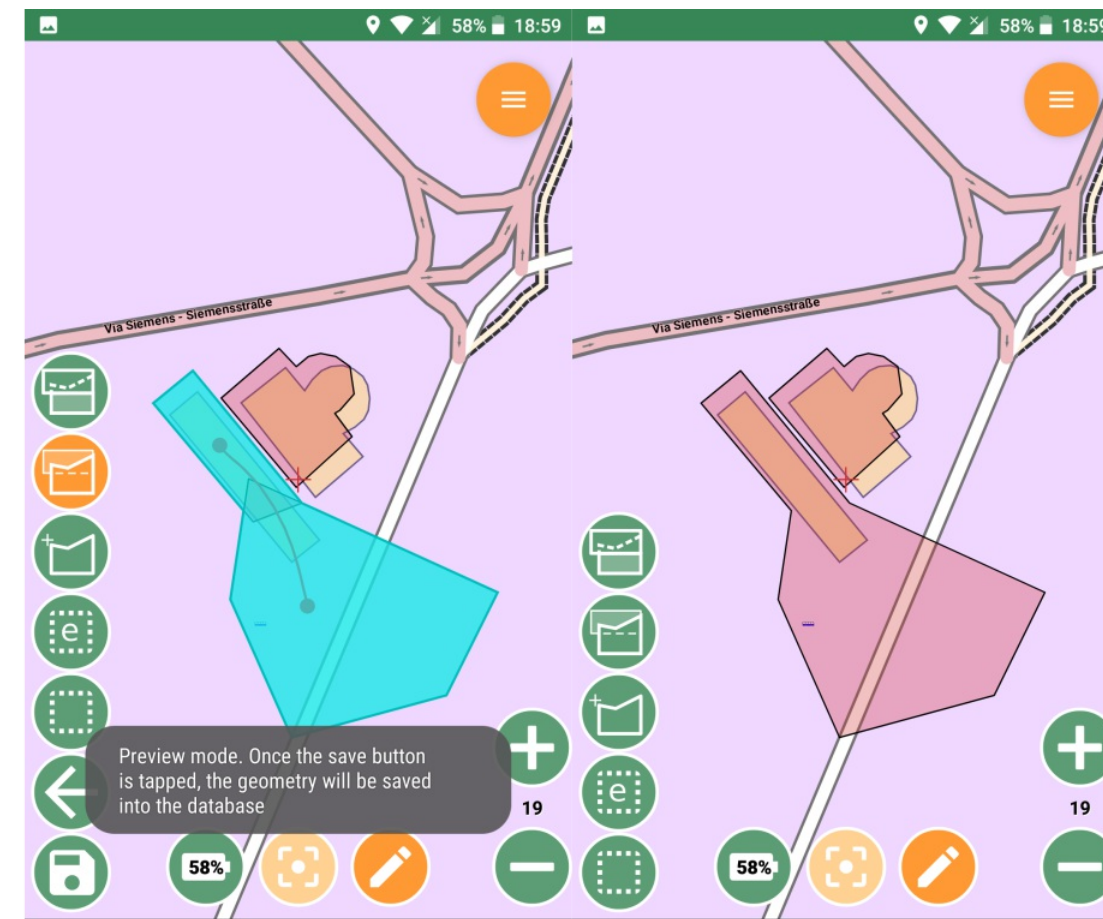 58% 18:59
58% 18:59
Via Siemens - Siemensstraße
Via Siemens - Siemensstraße
e
Preview mode. Once the save button
is tapped, the geometry will be saved
into the database
e
19
19
58%
58%